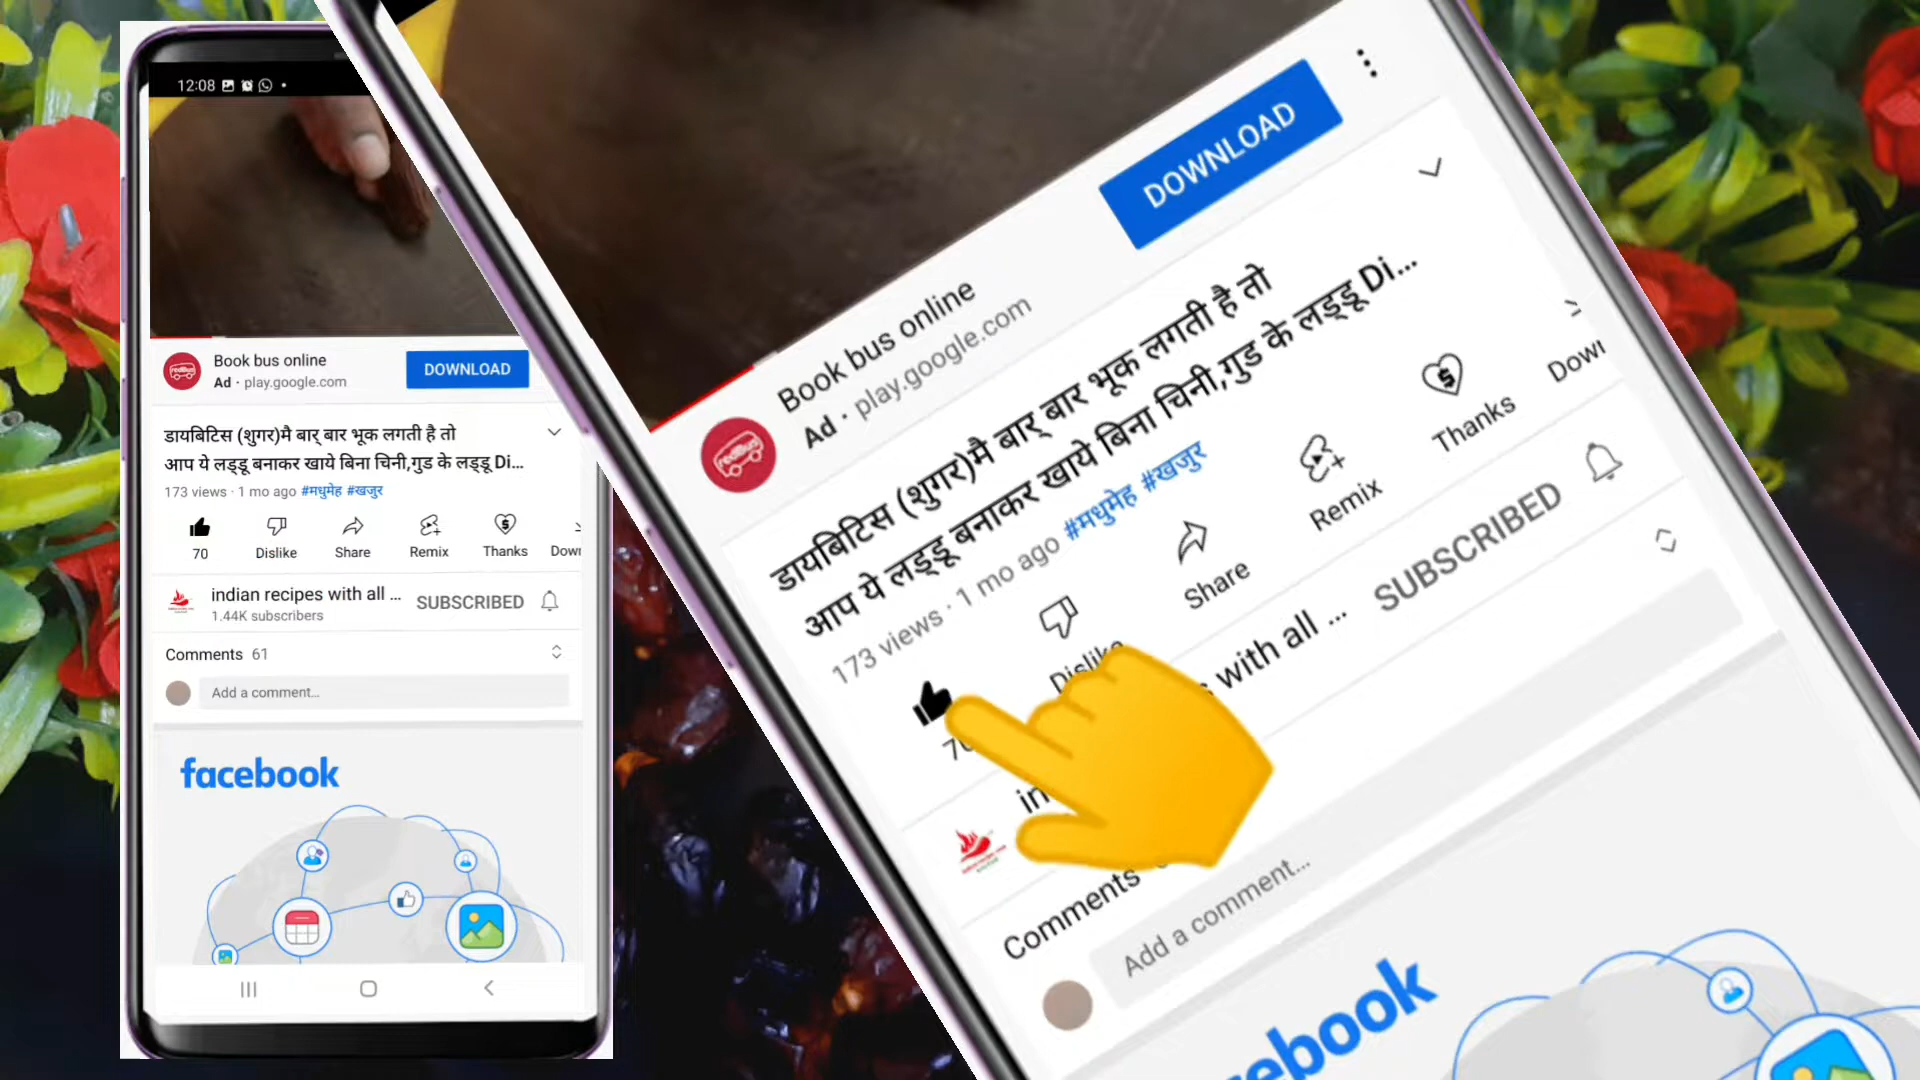 12:08
redBus
Book bus online
Ad · play.google.com
DOWNLOAD
डायबिटिस (शुगर)मै बार् बार भूक लगती है तो
आप ये लड्डू बनाकर खाये बिना चिनी,गुड के लड्डू Di...
173 views · 1 mo ago #मधुमेह #खजुर
70
Dislike
Share
Remix
Thanks
Dow
indian recipes with all ...
1.44K subscribers
SUBSCRIBED
Comments 61
Add a comment...
facebook
DOWNLOAD
redBus
Book bus online
Ad · play.google.com
डायबिटिस (शुगर)मै बार् बार भूक लगती है तो
आप ये लड्डू बनाकर खाये बिना चिनी,गुड के लड्डू Di...
173 views · 1 mo ago #मधुमेह #खजुर
Dislike
Share
Remix
Thanks
Dow
in
with all ...
SUBSCRIBED
Comments
Add a comment...
ebook